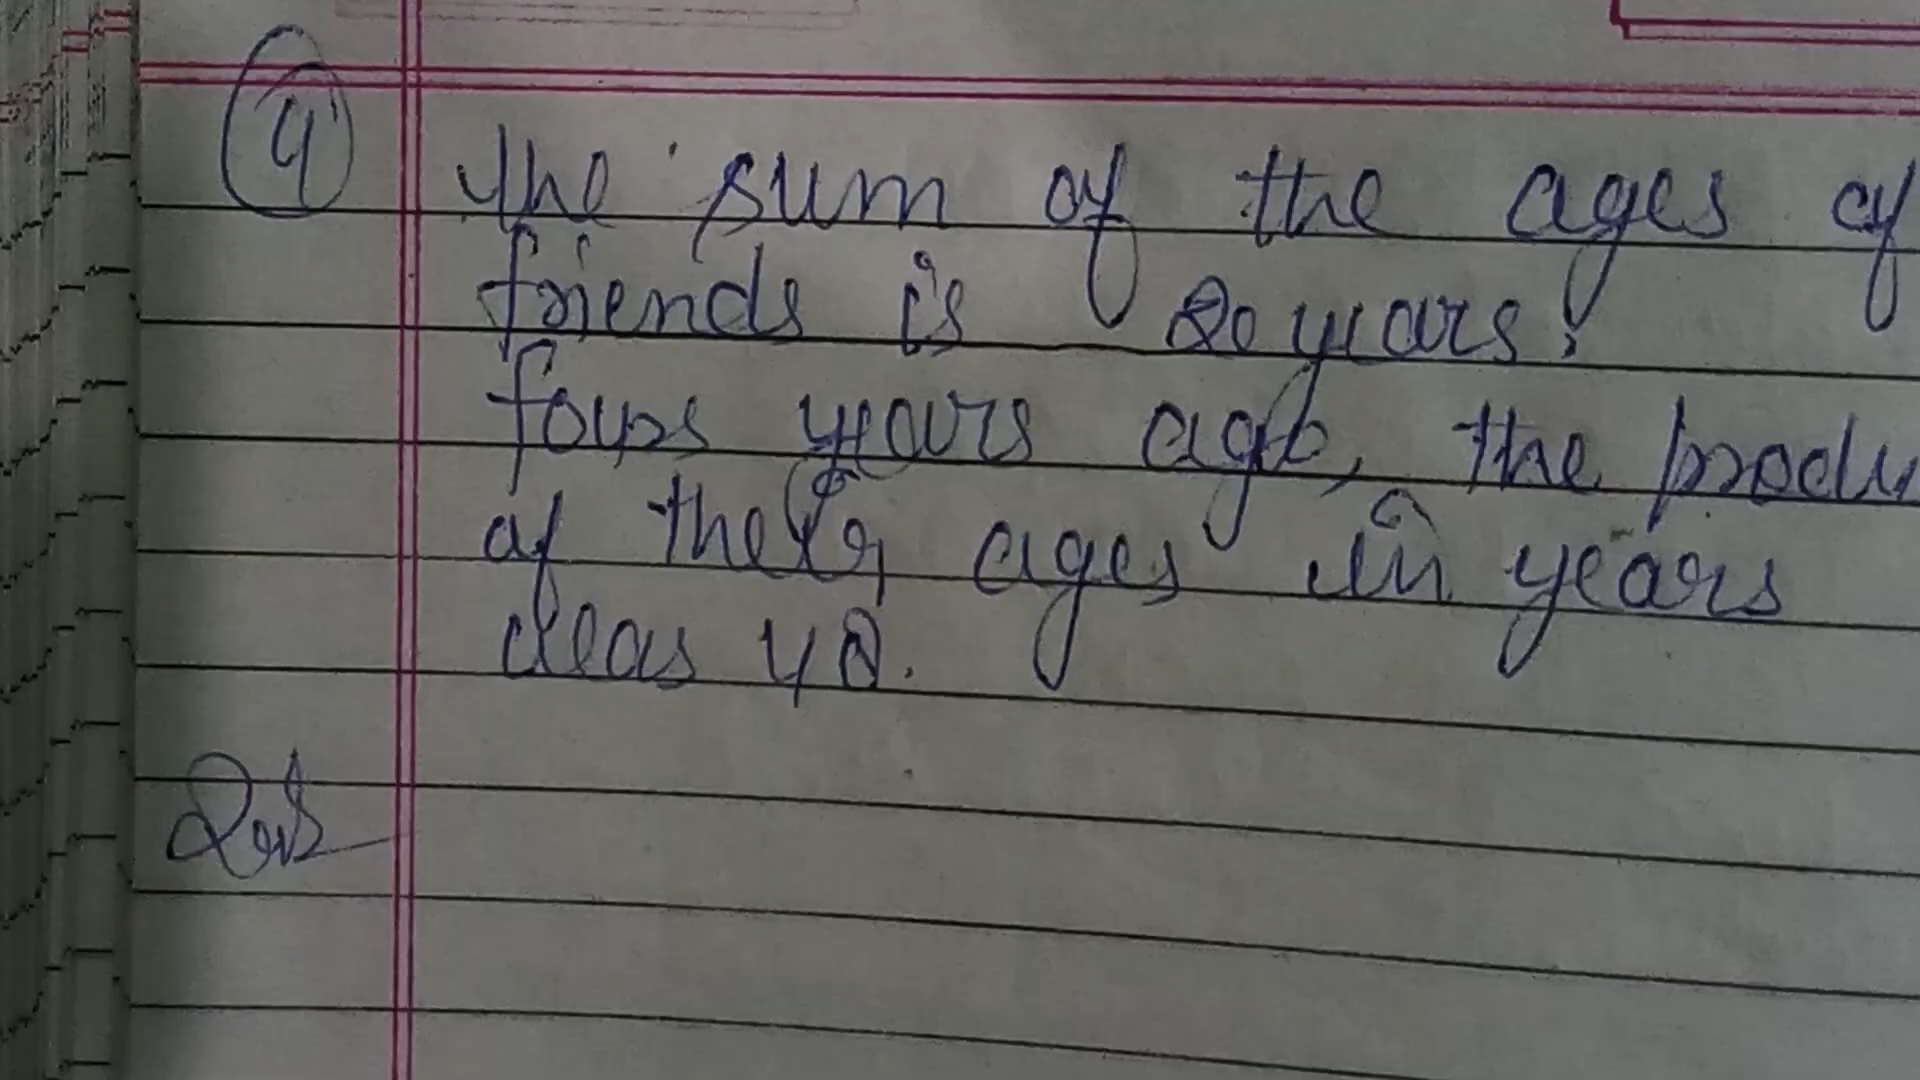 4
The sum of the ages of
friends is 20 years.
four years ago, the produ
of their ages in years
was 48.
Sol